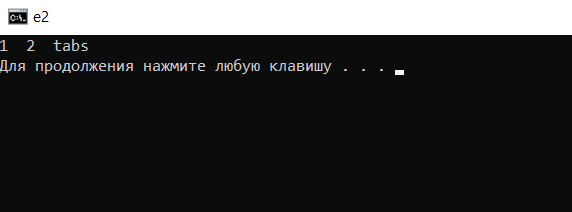 e2
1  2  tabs
Для продолжения нажмите любую клавишу . . .